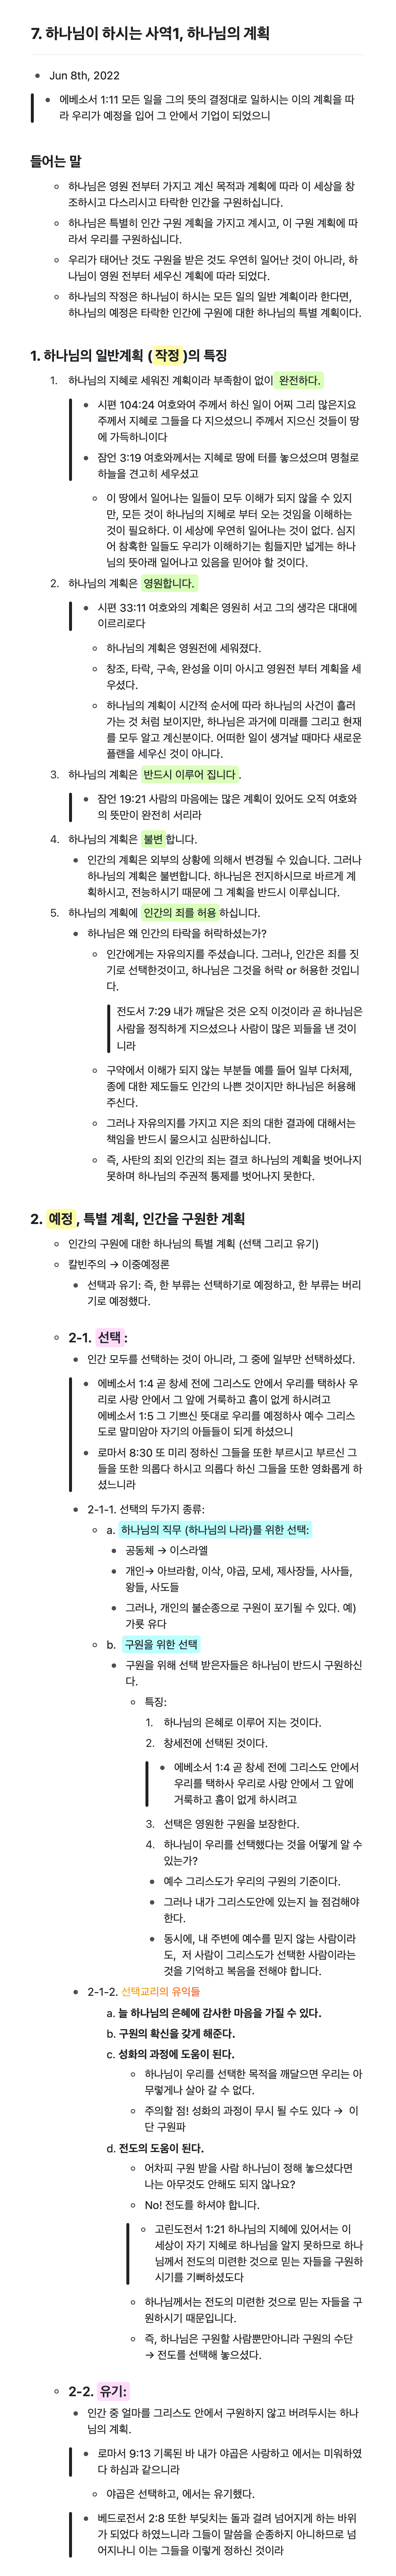 7. 하나님이 하시는 사역1, 하나님의 계획
Jun 8th, 2022
에베소서 1:11 모든 일을 그의 뜻의 결정대로 일하시는 이의 계획을 따
라 우리가 예정을 입어 그 안에서 기업이 되었으니
들어는 말
하나님은 영원 전부터 가지고 계신 목적과 계획에 따라 이 세상을 창
조하시고 다스리시고 타락한 인간을 구원하십니다.
하나님은 특별히 인간 구원 계획을 가지고 계시고, 이 구원 계획에 따
라서 우리를 구원하십니다.
우리가 태어난 것도 구원을 받은 것도 우연히 일어난 것이 아니라, 하
나님이 영원 전부터 세우신 계획에 따라 되었다.
하나님의 작정은 하나님이 하시는 모든 일의 일반 계획이라 한다면,
하나님의 예정은 타락한 인간에 구원에 대한 하나님의 특별 계획이다.
1. 하나님의 일반계획 (작정)의 특징
1. 하나님의 지혜로 세워진 계획이라 부족함이 없이 완전하다.
시편 104:24 여호와여 주께서 하신 일이 어찌 그리 많은지요
주께서 지혜로 그들을 다 지으셨으니 주께서 지으신 것들이 땅
에 가득하니이다
잠언 3:19 여호와께서는 지혜로 땅에 터를 놓으셨으며 명철로
하늘을 견고히 세우셨고
이 땅에서 일어나는 일들이 모두 이해가 되지 않을 수 있지
만, 모든 것이 하나님의 지혜로 부터 오는 것임을 이해하는
것이 필요하다. 이 세상에 우연히 일어나는 것이 없다. 심지
어 참혹한 일들도 우리가 이해하기는 힘들지만 넓게는 하나
님의 뜻아래 일어나고 있음을 믿어야 할 것이다.
2. 하나님의 계획은 영원합니다.
시편 33:11 여호와의 계획은 영원히 서고 그의 생각은 대대에
이르리로다
하나님의 계획은 영원전에 세워졌다.
창조, 타락, 구속, 완성을 이미 아시고 영원전 부터 계획을 세
우셨다.
하나님의 계획이 시간적 순서에 따라 하나님의 사건이 흘러
가는 것 처럼 보이지만, 하나님은 과거에 미래를 그리고 현재
를 모두 알고 계신분이다. 어떠한 일이 생겨날 때마다 새로운
플랜을 세우신 것이 아니다.
3. 하나님의 계획은 반드시 이루어 집니다.
잠언 19:21 사람의 마음에는 많은 계획이 있어도 오직 여호와
의 뜻만이 완전히 서리라
4. 하나님의 계획은 불변합니다.
인간의 계획은 외부의 상황에 의해서 변경될 수 있습니다. 그러나
하나님의 계획은 불변합니다. 하나님은 전지하시므로 바르게 계
획하시고, 전능하시기 때문에 그 계획을 반드시 이루십니다.
5. 하나님의 계획에 인간의 죄를 허용하십니다.
하나님은 왜 인간의 타락을 허락하셨는가?
인간에게는 자유의지를 주셨습니다. 그러나, 인간은 죄를 짓
기로 선택한것이고, 하나님은 그것을 허락 or 허용한 것입니
다.
전도서 7:29 내가 깨달은 것은 오직 이것이라 곧 하나님은
사람을 정직하게 지으셨으나 사람이 많은 꾀들을 낸 것이
니라
구약에서 이해가 되지 않는 부분들 예를 들어 일부 다처제,
종에 대한 제도들도 인간의 나쁜 것이지만 하나님은 허용해
주신다.
그러나 자유의지를 가지고 지은 죄의 대한 결과에 대해서는
책임을 반드시 물으시고 심판하십니다.
즉, 사탄의 죄외 인간의 죄는 결코 하나님의 계획을 벗어나지
못하며 하나님의 주권적 통제를 벗어나지 못한다.
2. 예정, 특별 계획, 인간을 구원한 계획
인간의 구원에 대한 하나님의 특별 계획 (선택 그리고 유기)
칼빈주의 → 이중예정론
선택과 유기: 즉, 한 부류는 선택하기로 예정하고, 한 부류는 버리
기로 예정했다.
2-1. 선택:
인간 모두를 선택하는 것이 아니라, 그 중에 일부만 선택하셨다.
에베소서 1:4 곧 창세 전에 그리스도 안에서 우리를 택하사 우
리로 사랑 안에서 그 앞에 거룩하고 흠이 없게 하시려고
에베소서 1:5 그 기쁘신 뜻대로 우리를 예정하사 예수 그리스
도로 말미암아 자기의 아들들이 되게 하셨으니
로마서 8:30 또 미리 정하신 그들을 또한 부르시고 부르신 그
들을 또한 의롭다 하시고 의롭다 하신 그들을 또한 영화롭게 하
셨느니라
2-1-1. 선택의 두가지 종류:
a. 하나님의 직무 (하나님의 나라)를 위한 선택:
공동체 → 이스라엘
개인→ 아브라함, 이삭, 야곱, 모세, 제사장들, 사사들,
왕들, 사도들
그러나, 개인의 불순종으로 구원이 포기될 수 있다. 예)
가룟 유다
b. 구원을 위한 선택
구원을 위해 선택 받은자들은 하나님이 반드시 구원하신
다.
특징:
1. 하나님의 은혜로 이루어 지는 것이다.
2. 창세전에 선택된 것이다.
에베소서 1:4 곧 창세 전에 그리스도 안에서
우리를 택하사 우리로 사랑 안에서 그 앞에
거룩하고 흠이 없게 하시려고
3. 선택은 영원한 구원을 보장한다.
4. 하나님이 우리를 선택했다는 것을 어떻게 알 수
있는가?
예수 그리스도가 우리의 구원의 기준이다.
그러나 내가 그리스도안에 있는지 늘 점검해야
한다.
동시에, 내 주변에 예수를 믿지 않는 사람이라
도, 저 사람이 그리스도가 선택한 사람이라는
것을 기억하고 복음을 전해야 합니다.
2-1-2. 선택교리의 유익들
a. 늘 하나님의 은혜에 감사한 마음을 가질 수 있다.
b. 구원의 확신을 갖게 해준다.
c. 성화의 과정에 도움이 된다.
하나님이 우리를 선택한 목적을 깨달으면 우리는 아
무렇게나 살아 갈 수 없다.
주의할 점! 성화의 과정이 무시 될 수도 있다 → 이
단 구원파
d. 전도의 도움이 된다.
어차피 구원 받을 사람 하나님이 정해 놓으셨다면
나는 아무것도 안해도 되지 않나요?
No! 전도를 하셔야 합니다.
고린도전서 1:21 하나님의 지혜에 있어서는 이
세상이 자기 지혜로 하나님을 알지 못하므로 하나
님께서 전도의 미련한 것으로 믿는 자들을 구원하
시기를 기뻐하셨도다
하나님께서는 전도의 미련한 것으로 믿는 자들을 구
원하시기 때문입니다.
즉, 하나님은 구원할 사람뿐만아니라 구원의 수단
→ 전도를 선택해 놓으셨다.
2-2. 유기:
인간 중 얼마를 그리스도 안에서 구원하지 않고 버려두시는 하나
님의 계획.
로마서 9:13 기록된 바 내가 야곱은 사랑하고 에서는 미워하였
다 하심과 같으니라
야곱은 선택하고, 에서는 유기했다.
베드로전서 2:8 또한 부딪치는 돌과 걸려 넘어지게 하는 바위
가 되었다 하였느니라 그들이 말씀을 순종하지 아니하므로 넘
어지나니 이는 그들을 이렇게 정하신 것이라